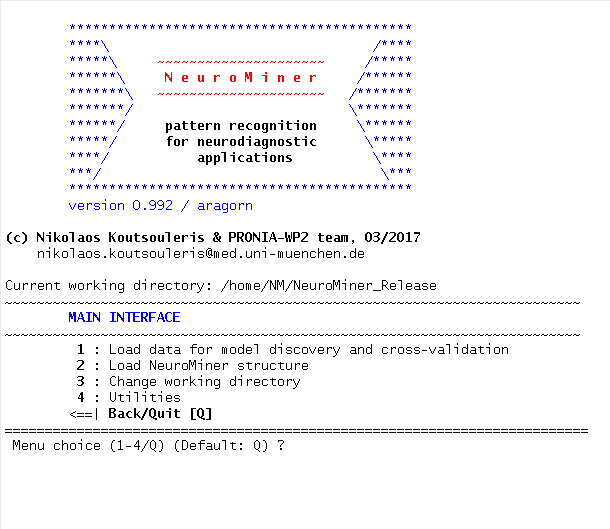 *******************************************
****\ /****
*****\ ~~~~~~~~~~~~~~~~~~~~~ /*****
******\ N e u r o M i n e r /******
*******\ ~~~~~~~~~~~~~~~~~~~~~ /*******
*******/ \*******
******/ pattern recognition \******
*****/ for neurodiagnostic \*****
****/ applications \****
***/ \***
*******************************************
version 0.992 / aragorn
(c) Nikolaos Koutsouleris & PRONIA-WP2 team, 03/2017
nikolaos.koutsouleris@med.uni-muenchen.de
Current working directory: /home/NM/NeuroMiner_Release
~~~~~~~~~~~~~~~~~~~~~~~~~~~~~~~~~~~~~~~~~~~~~~~~~~~~~~~~~~~~~~~~~~~~~~~~
MAIN INTERFACE
~~~~~~~~~~~~~~~~~~~~~~~~~~~~~~~~~~~~~~~~~~~~~~~~~~~~~~~~~~~~~~~~~~~~~~~~
1 : Load data for model discovery and cross-validation
2 : Load NeuroMiner structure
3 : Change working directory
4 : Utilities
<==| Back/Quit [Q]
=========================================================================
Menu choice (1-4/Q) (Default: Q) ?